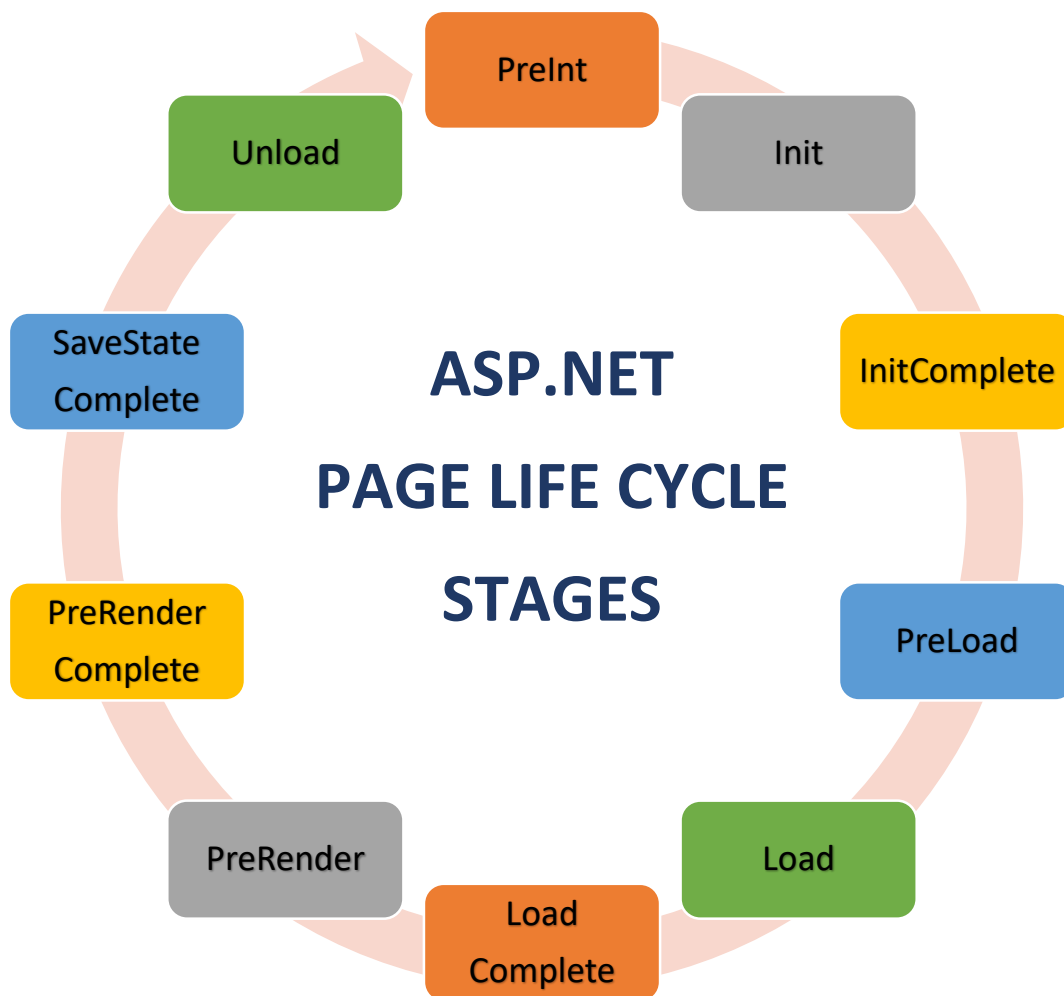 PreInt
Init
InitComplete
PreLoad
Load
Load
Complete
PreRender
PreRender
Complete
SaveState
Complete
Unload
ASP.NET
PAGE LIFE CYCLE
STAGES